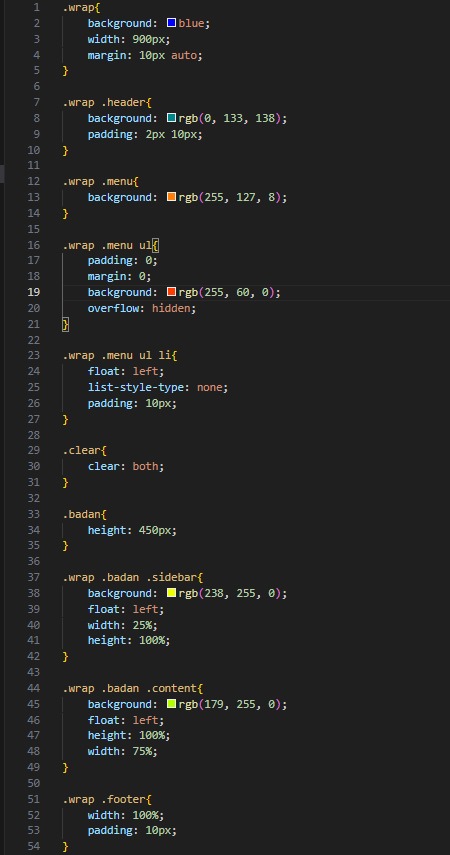 1 .wrap{
2     background: blue;
3     width: 900px;
4     margin: 10px auto;
5 }
6
7 .wrap .header{
8     background: rgb(0, 133, 138);
9     padding: 2px 10px;
10 }
11
12 .wrap .menu{
13     background: rgb(255, 127, 8);
14 }
15
16 .wrap .menu ul{
17     padding: 0;
18     margin: 0;
19     background: rgb(255, 60, 0);
20     overflow: hidden;
21 }
22
23 .wrap .menu ul li{
24     float: left;
25     list-style-type: none;
26     padding: 10px;
27 }
28
29 .clear{
30     clear: both;
31 }
32
33 .badan{
34     height: 450px;
35 }
36
37 .wrap .badan .sidebar{
38     background: rgb(238, 255, 0);
39     float: left;
40     width: 25%;
41     height: 100%;
42 }
43
44 .wrap .badan .content{
45     background: rgb(179, 255, 0);
46     float: left;
47     height: 100%;
48     width: 75%;
49 }
50
51 .wrap .footer{
52     width: 100%;
53     padding: 10px;
54 }